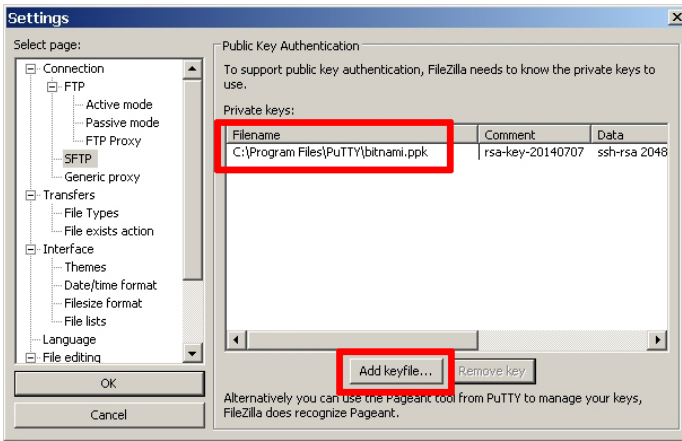 Settings
Select page:
Connection
FTP
Active mode
Passive mode
FTP Proxy
SFTP
Generic proxy
Transfers
File Types
File exists action
Interface
Themes
Date/time format
Filesize format
File lists
Language
File editing
OK
Cancel
Public Key Authentication
To support public key authentication, FileZilla needs to know the private keys to
use.
Private keys:
Filename Comment Data
C:\Program Files\PuTTY\bitnami.ppk rsa-key-20140707 ssh-rsa 2048
Add keyfile... Remove key
Alternatively you can use the Pageant tool from PuTTY to manage your keys,
FileZilla does recognize Pageant.